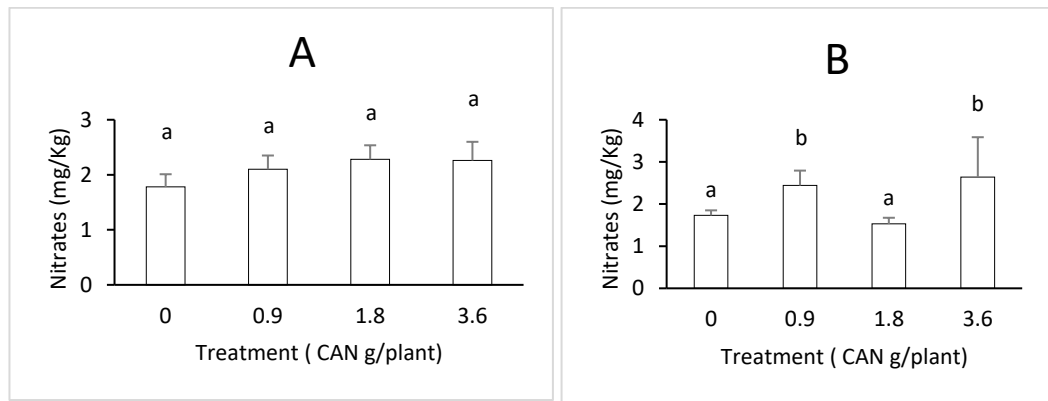 A
Nitrates (mg/Kg)
3
2
1
0
a
a
a
a
0
0.9
1.8
3.6
Treatment ( CAN g/plant)
B
Nitrates (mg/Kg)
4
3
2
1
0
a
b
a
b
0
0.9
1.8
3.6
Treatment ( CAN g/plant)